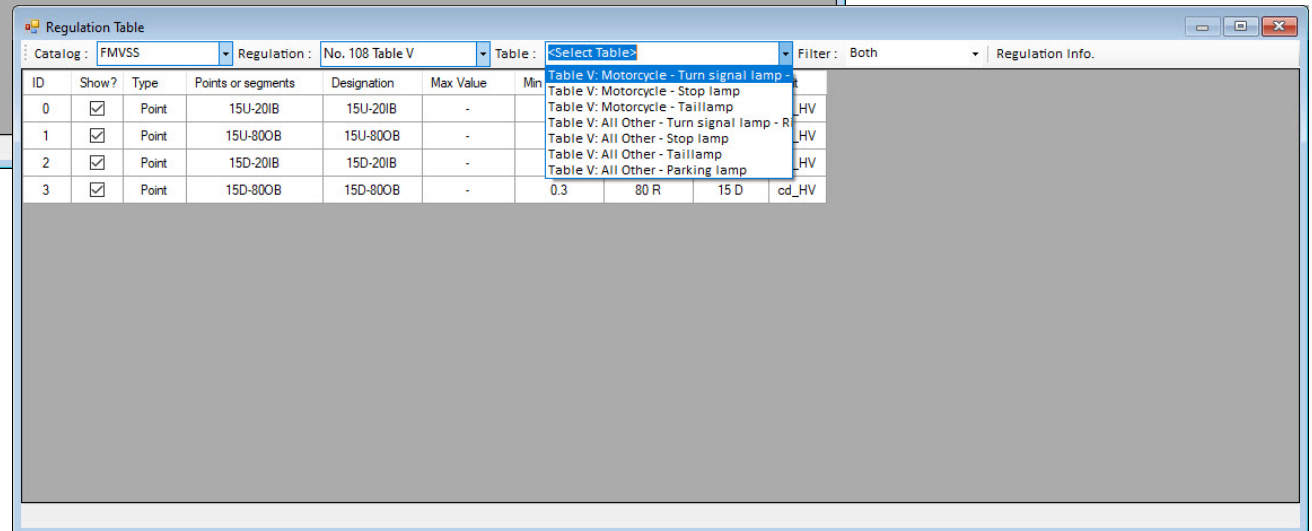 Regulation Table
Catalog : FMVSS Regulation : No. 108 Table V Table : <Select Table> Filter : Both Regulation Info.
ID Show? Type Points or segments Designation Max Value Min
Table V: Motorcycle - Turn signal lamp -
Table V: Motorcycle - Stop lamp
Table V: Motorcycle - Taillamp
Table V: All Other - Turn signal lamp - Ri
Table V: All Other - Stop lamp
Table V: All Other - Taillamp
Table V: All Other - Parking lamp
0 Point 15U-20IB 15U-20IB - _HV
1 Point 15U-80OB 15U-80OB - _HV
2 Point 15D-20IB 15D-20IB - _HV
3 Point 15D-80OB 15D-80OB - 0.3 80 R 15 D cd_HV